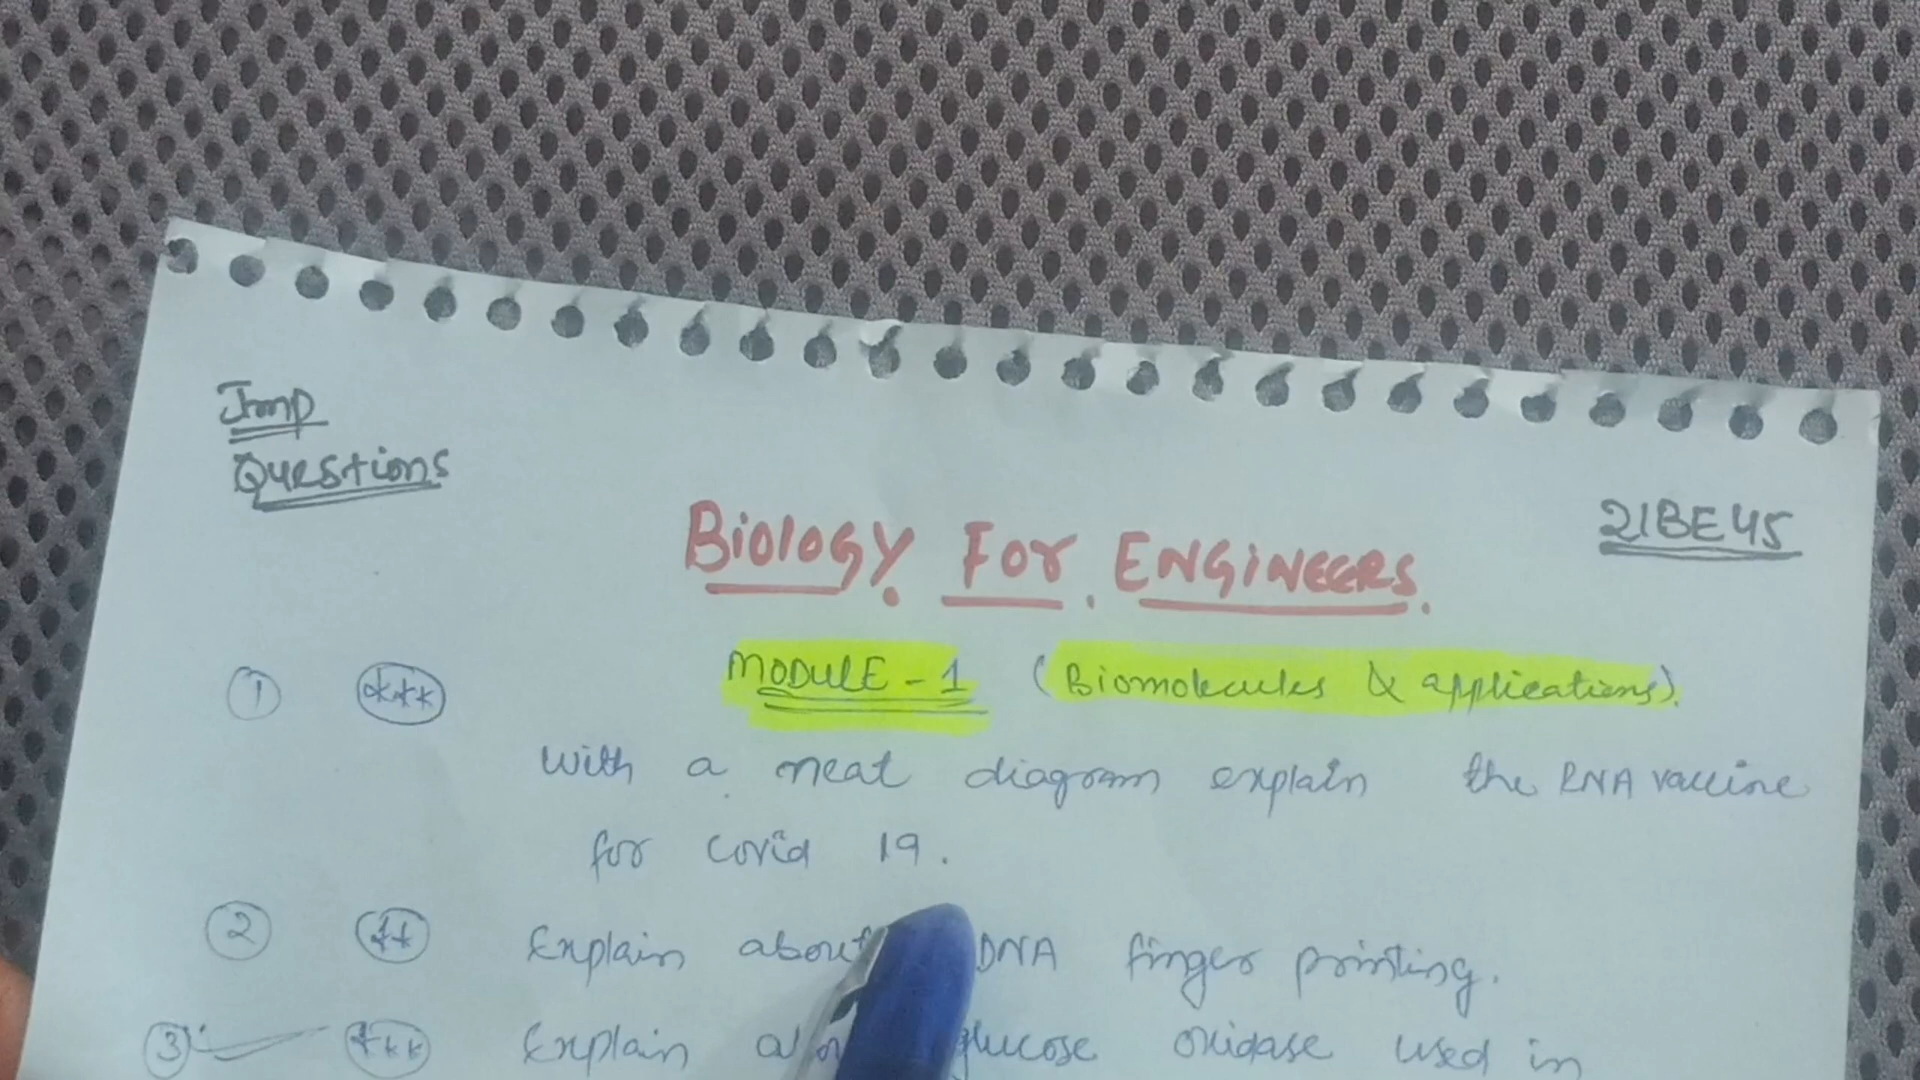 Imp
Questions
21BE45
Biology For ENGiNEERS.
MODULE - 1 (Biomolecules & applications).
1 ***
With a neat diagram explain the RNA vaccine
for covid 19.
2 ** Explain about DNA finger printing.
3 *** Explain glucose oxidase used in